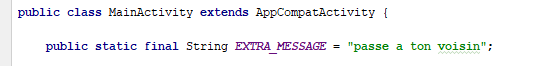 public class MainActivity extends AppCompatActivity {
public static final String EXTRA_MESSAGE = "passe a ton voisin";